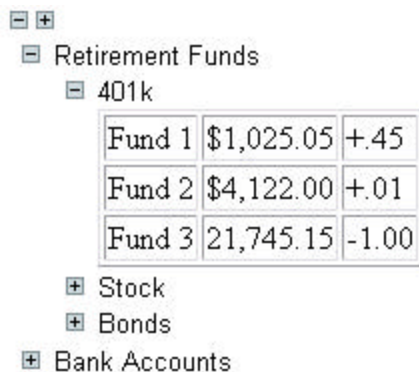 Retirement Funds
401k
Fund 1 $1,025.05 +.45
Fund 2 $4,122.00 +.01
Fund 3 21,745.15 -1.00
Stock
Bonds
Bank Accounts